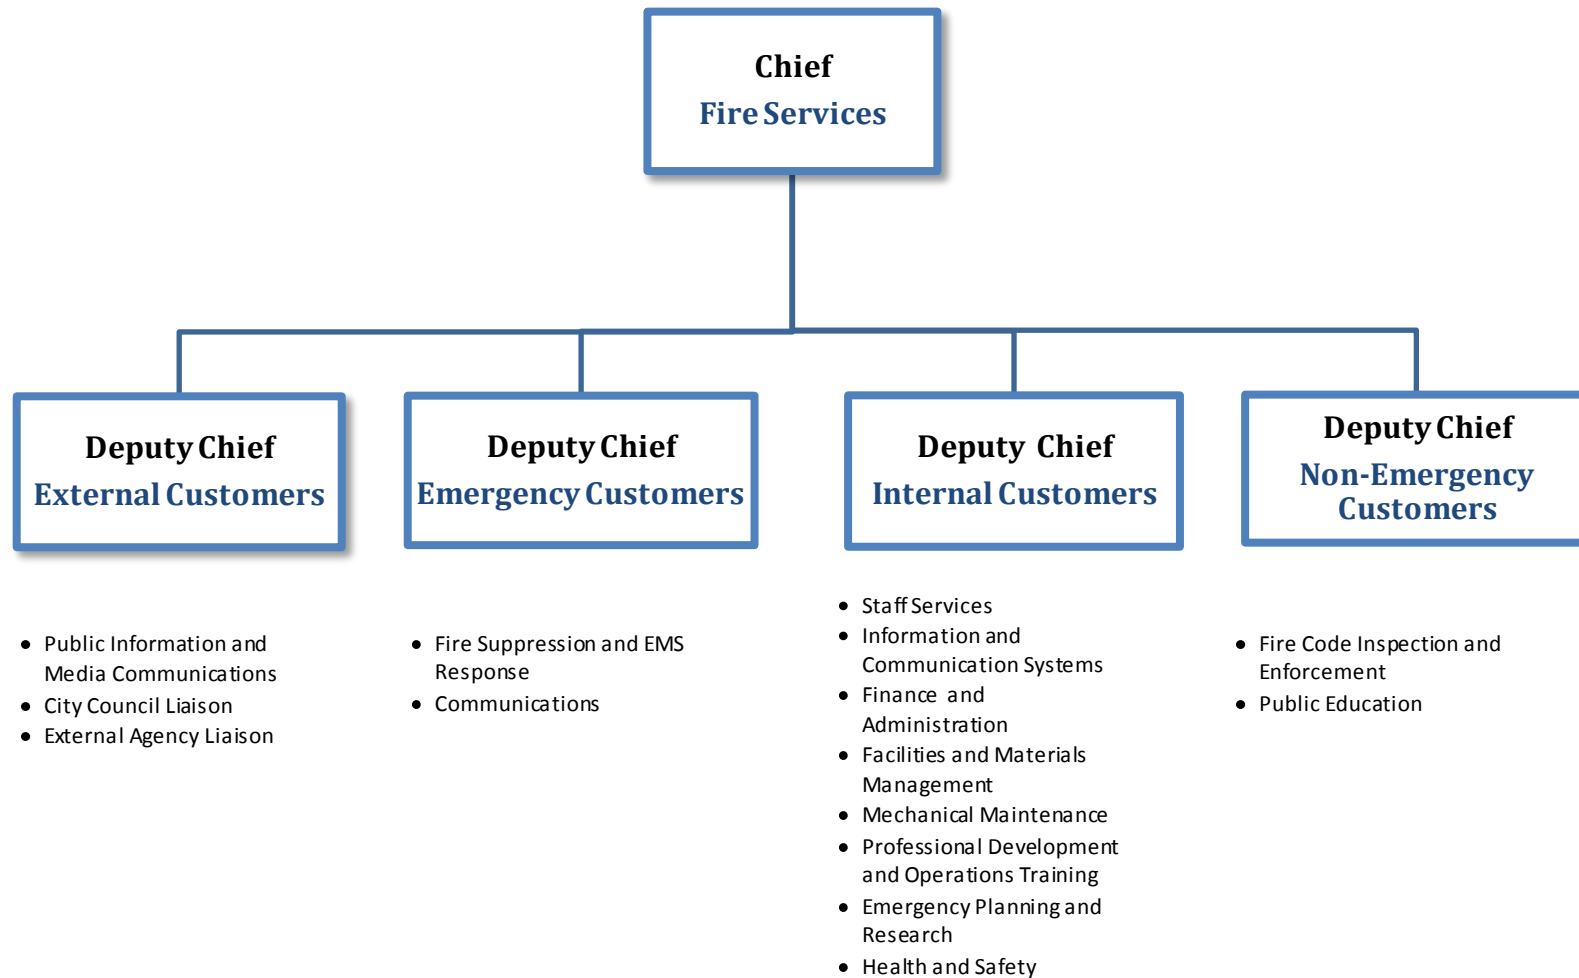 Chief
Fire Services
Deputy Chief
External Customers
Deputy Chief
Emergency Customers
Deputy Chief
Internal Customers
Deputy Chief
Non-Emergency
Customers
• Public Information and
Media Communications
• City Council Liaison
• External Agency Liaison
• Fire Suppression and EMS
Response
• Communications
• Staff Services
• Information and
Communication Systems
• Finance and
Administration
• Facilities and Materials
Management
• Mechanical Maintenance
• Professional Development
and Operations Training
• Emergency Planning and
Research
• Health and Safety
• Fire Code Inspection and
Enforcement
• Public Education